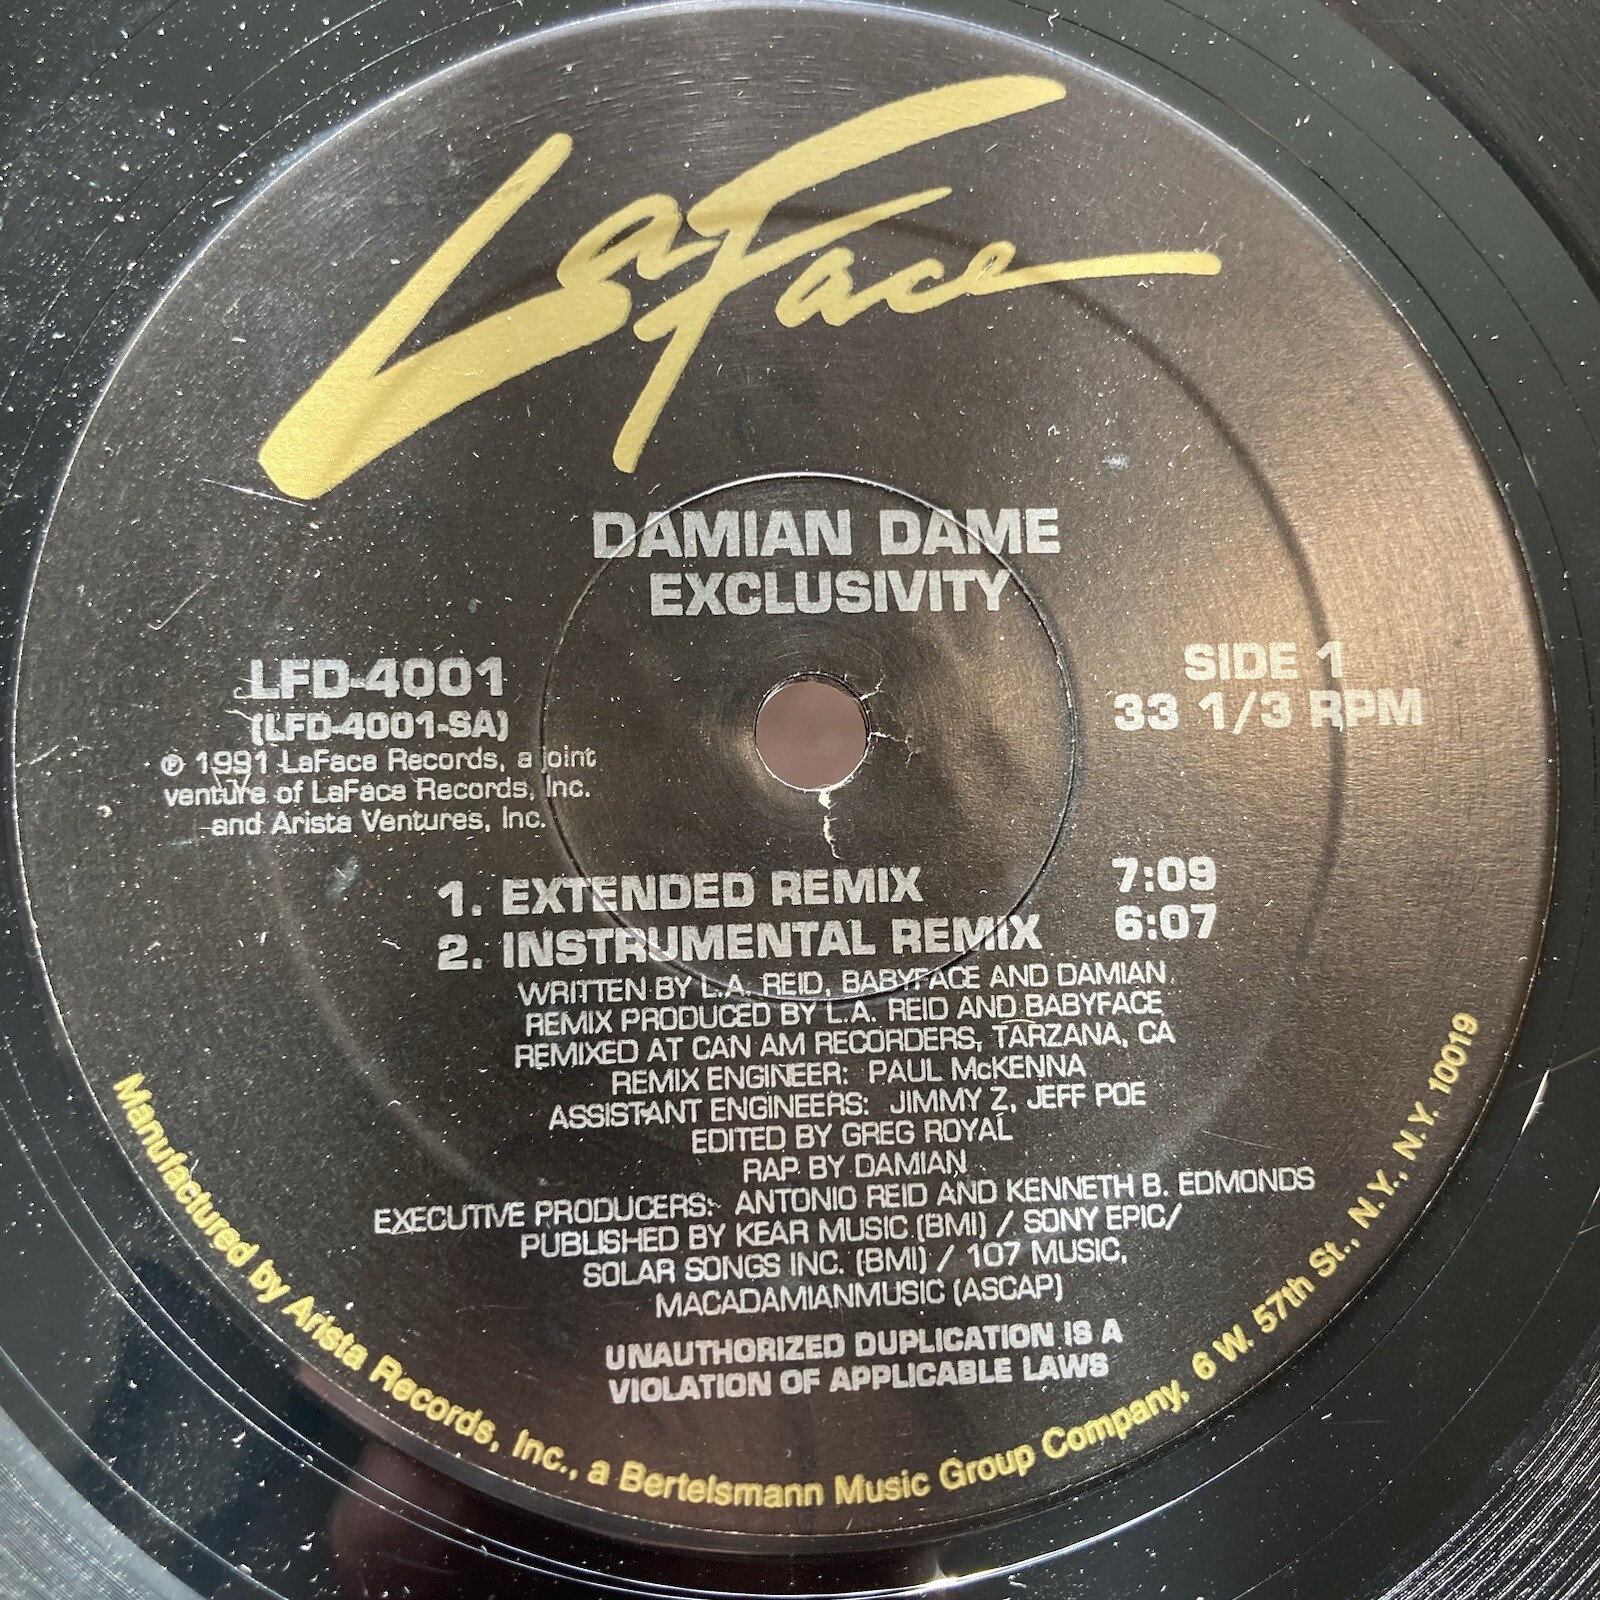 LaFace
DAMIAN DAME
EXCLUSIVITY
LFD-4001
(LFD-4001-SA)
℗ 1991 LaFace Records, a joint
venture of LaFace Records, Inc.
and Arista Ventures, Inc.
SIDE 1
33 1/3 RPM
1. EXTENDED REMIX 7:09
2. INSTRUMENTAL REMIX 6:07
WRITTEN BY L.A. REID, BABYFACE AND DAMIAN
REMIX PRODUCED BY L.A. REID AND BABYFACE
REMIXED AT CAN AM RECORDERS, TARZANA, CA
REMIX ENGINEER: PAUL McKENNA
ASSISTANT ENGINEERS: JIMMY Z, JEFF POE
EDITED BY GREG ROYAL
RAP BY DAMIAN
EXECUTIVE PRODUCERS: ANTONIO REID AND KENNETH B. EDMONDS
PUBLISHED BY KEAR MUSIC (BMI) / SONY EPIC/
SOLAR SONGS INC. (BMI) / 107 MUSIC,
MACADAMIANMUSIC (ASCAP)
UNAUTHORIZED DUPLICATION IS A
VIOLATION OF APPLICABLE LAWS
Manufactured by Arista Records, Inc., a Bertelsmann Music Group Company, 6 W. 57th St., N.Y., N.Y. 10019